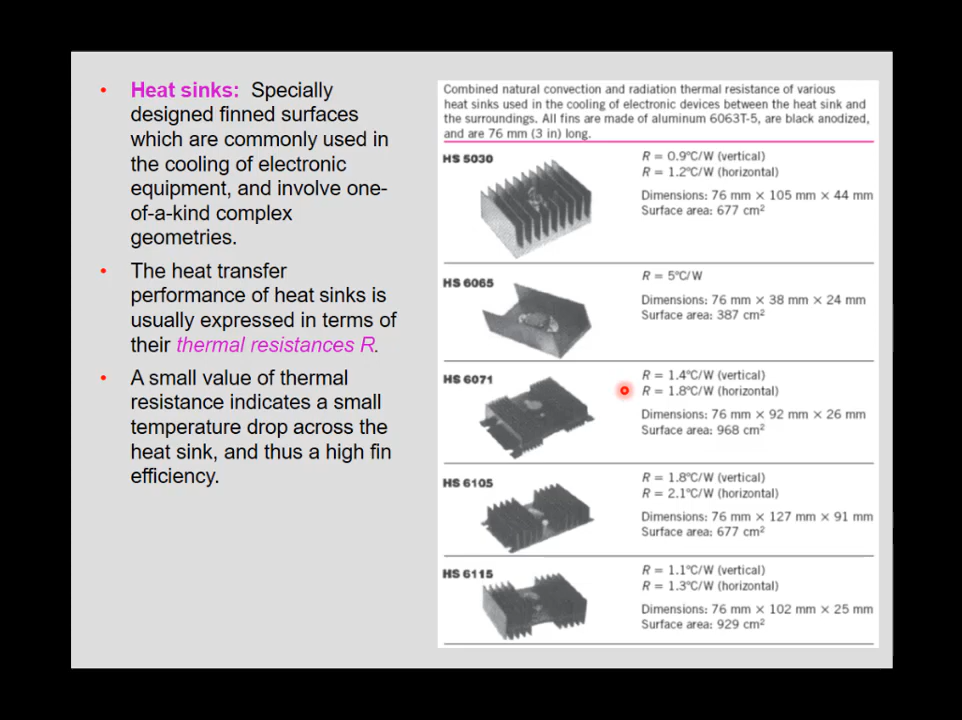 • Heat sinks: Specially
designed finned surfaces
which are commonly used in
the cooling of electronic
equipment, and involve one-
of-a-kind complex
geometries.
• The heat transfer
performance of heat sinks is
usually expressed in terms of
their thermal resistances R.
• A small value of thermal
resistance indicates a small
temperature drop across the
heat sink, and thus a high fin
efficiency.
Combined natural convection and radiation thermal resistance of various
heat sinks used in the cooling of electronic devices between the heat sink and
the surroundings. All fins are made of aluminum 6063T-5, are black anodized,
and are 76 mm (3 in) long.
HS 5030
R = 0.9°C/W (vertical)
R = 1.2°C/W (horizontal)
Dimensions: 76 mm × 105 mm × 44 mm
Surface area: 677 cm²
HS 6065
R = 5°C/W
Dimensions: 76 mm × 38 mm × 24 mm
Surface area: 387 cm²
HS 6071
R = 1.4°C/W (vertical)
R = 1.8°C/W (horizontal)
Dimensions: 76 mm × 92 mm × 26 mm
Surface area: 968 cm²
HS 6105
R = 1.8°C/W (vertical)
R = 2.1°C/W (horizontal)
Dimensions: 76 mm × 127 mm × 91 mm
Surface area: 677 cm²
HS 6115
R = 1.1°C/W (vertical)
R = 1.3°C/W (horizontal)
Dimensions: 76 mm × 102 mm × 25 mm
Surface area: 929 cm²